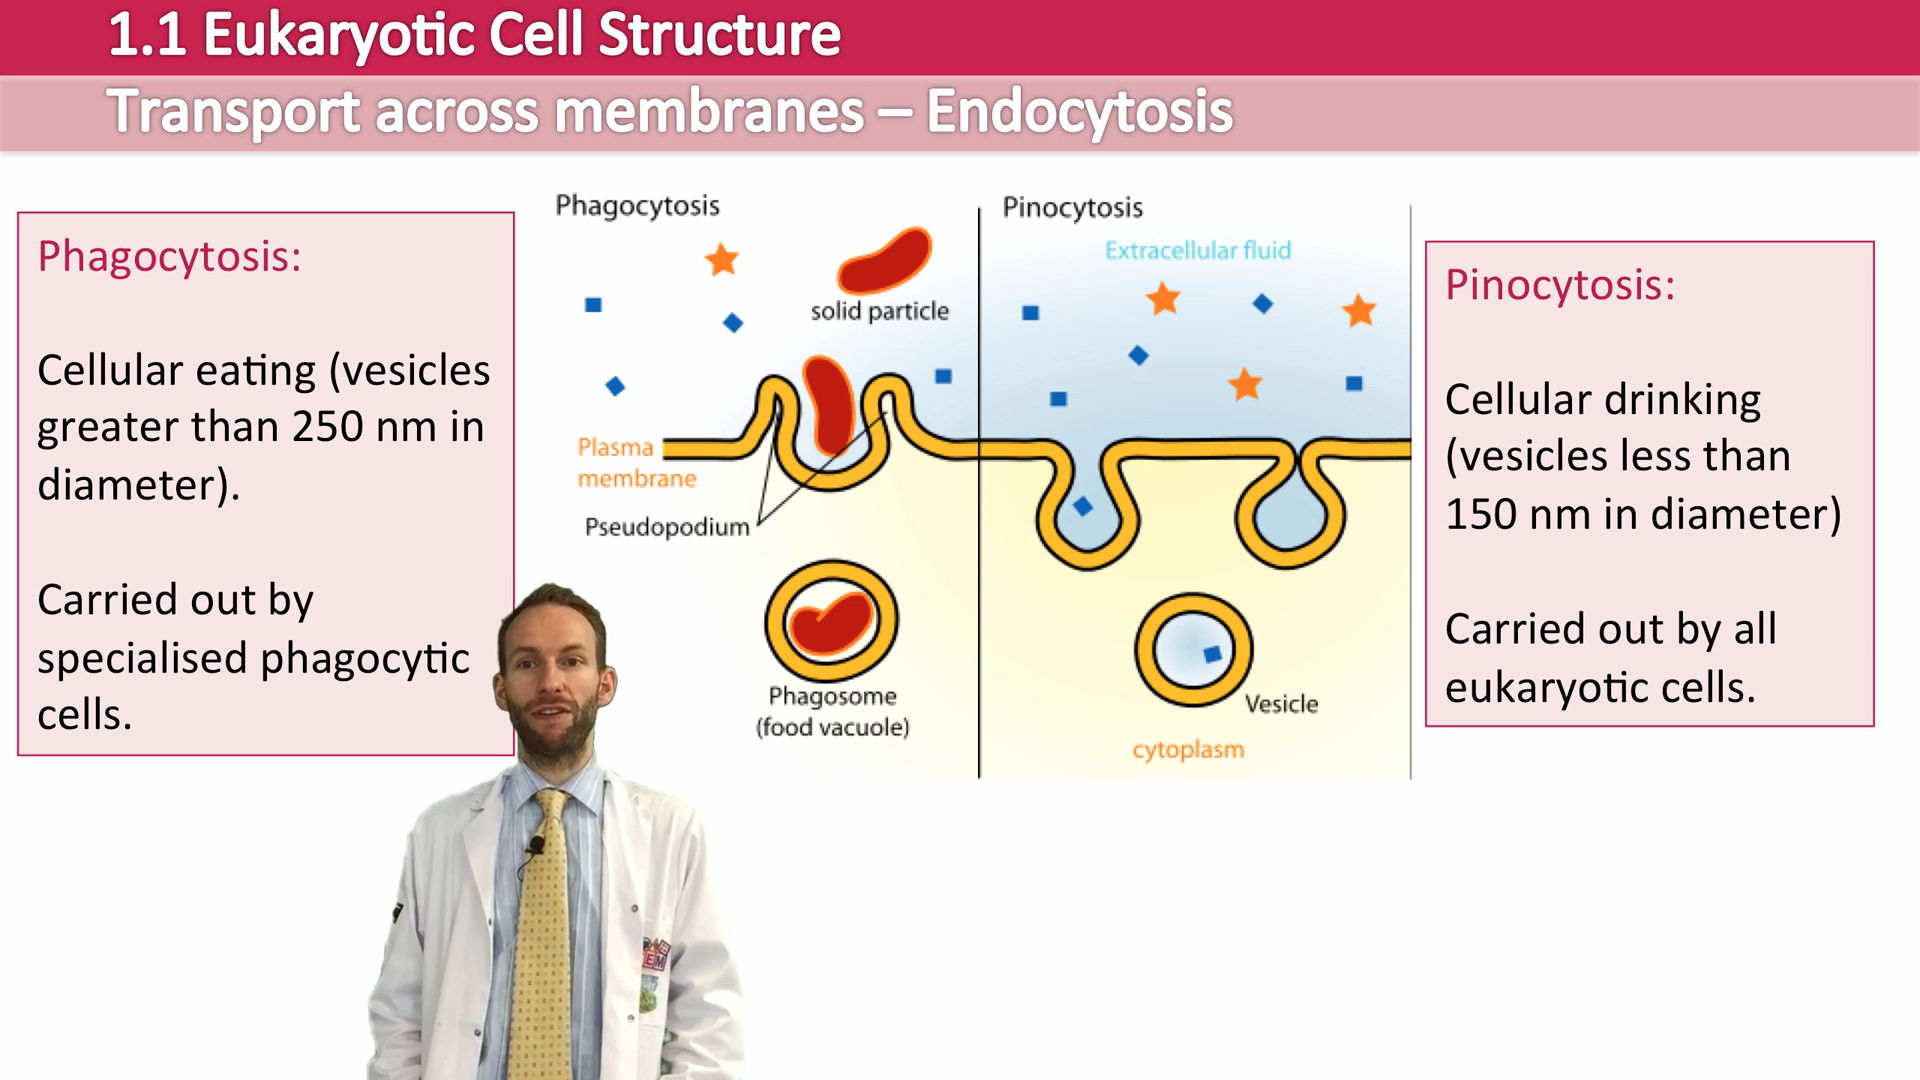 1.1 Eukaryotic Cell Structure
Transport across membranes – Endocytosis
Phagocytosis:
Cellular eating (vesicles
greater than 250 nm in
diameter).
Carried out by
specialised phagocytic
cells.
Phagocytosis
solid particle
Plasma
membrane
Pseudopodium
Phagosome
(food vacuole)
Pinocytosis
Extracellular fluid
Vesicle
cytoplasm
Pinocytosis:
Cellular drinking
(vesicles less than
150 nm in diameter)
Carried out by all
eukaryotic cells.